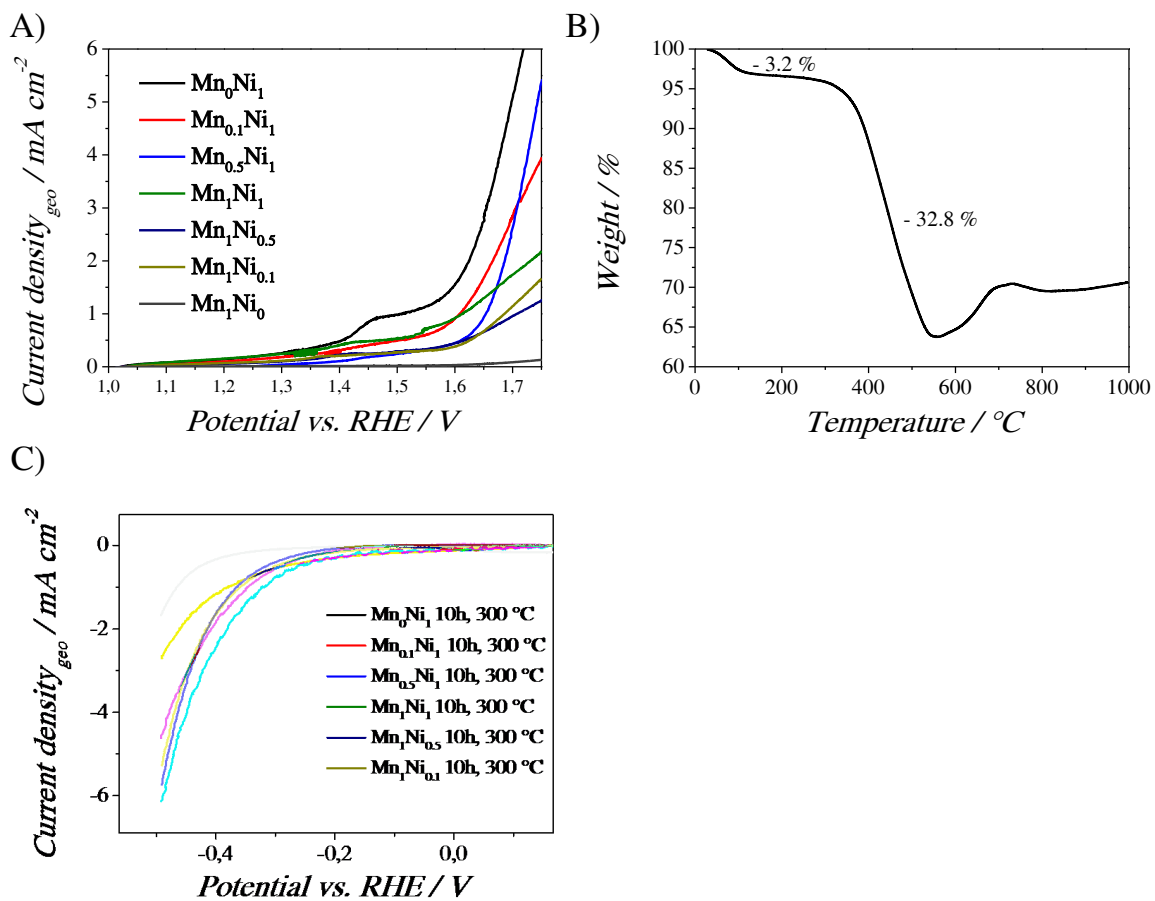 A)
Current density_geo / mA cm^-2
6
5
4
3
2
1
0
Mn₀Ni₁
Mn₀.₁Ni₁
Mn₀.₅Ni₁
Mn₁Ni₁
Mn₁Ni₀.₅
Mn₁Ni₀.₁
Mn₁Ni₀
1,0 1,1 1,2 1,3 1,4 1,5 1,6 1,7
Potential vs. RHE / V
B)
Weight / %
100
95
90
85
80
75
70
65
60
- 3.2 %
- 32.8 %
0 200 400 600 800 1000
Temperature / °C
C)
Current density_geo / mA cm^-2
0
-2
-4
-6
Mn₀Ni₁ 10h, 300 °C
Mn₀.₁Ni₁ 10h, 300 °C
Mn₀.₅Ni₁ 10h, 300 °C
Mn₁Ni₁ 10h, 300 °C
Mn₁Ni₀.₅ 10h, 300 °C
Mn₁Ni₀.₁ 10h, 300 °C
-0,4 -0,2 0,0
Potential vs. RHE / V